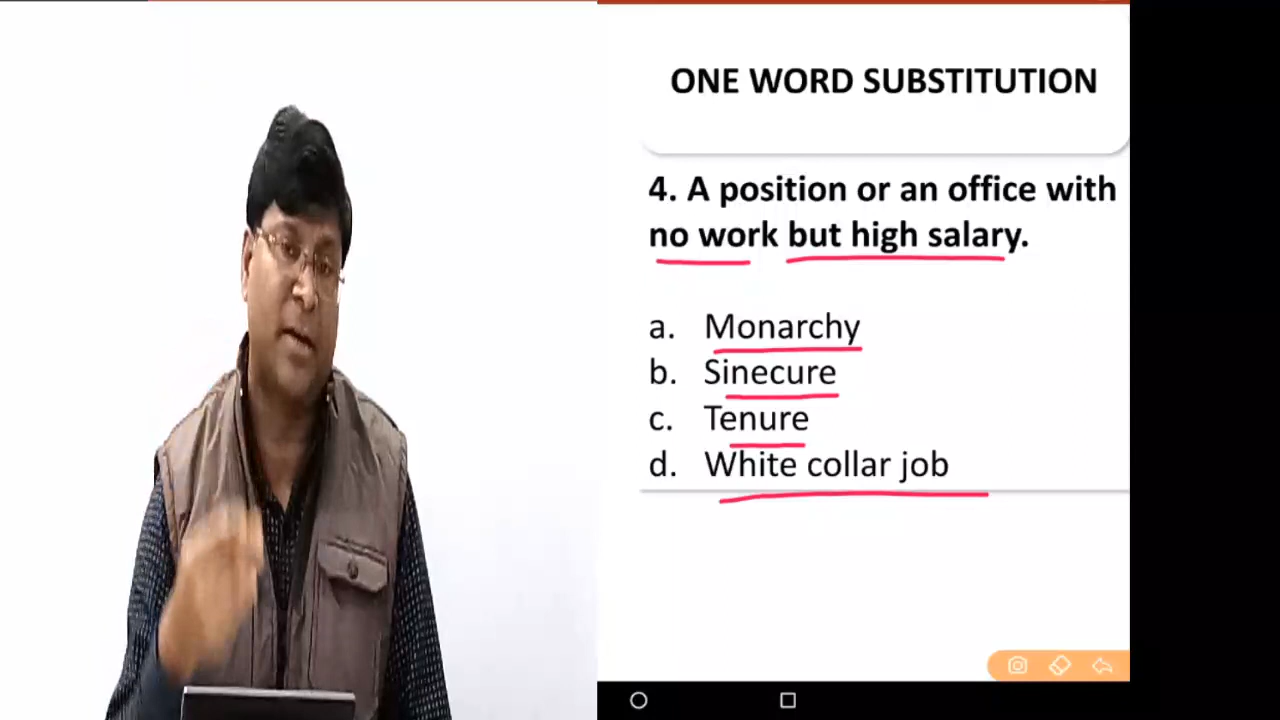 ONE WORD SUBSTITUTION
4. A position or an office with
no work but high salary.
a. Monarchy
b. Sinecure
c. Tenure
d. White collar job